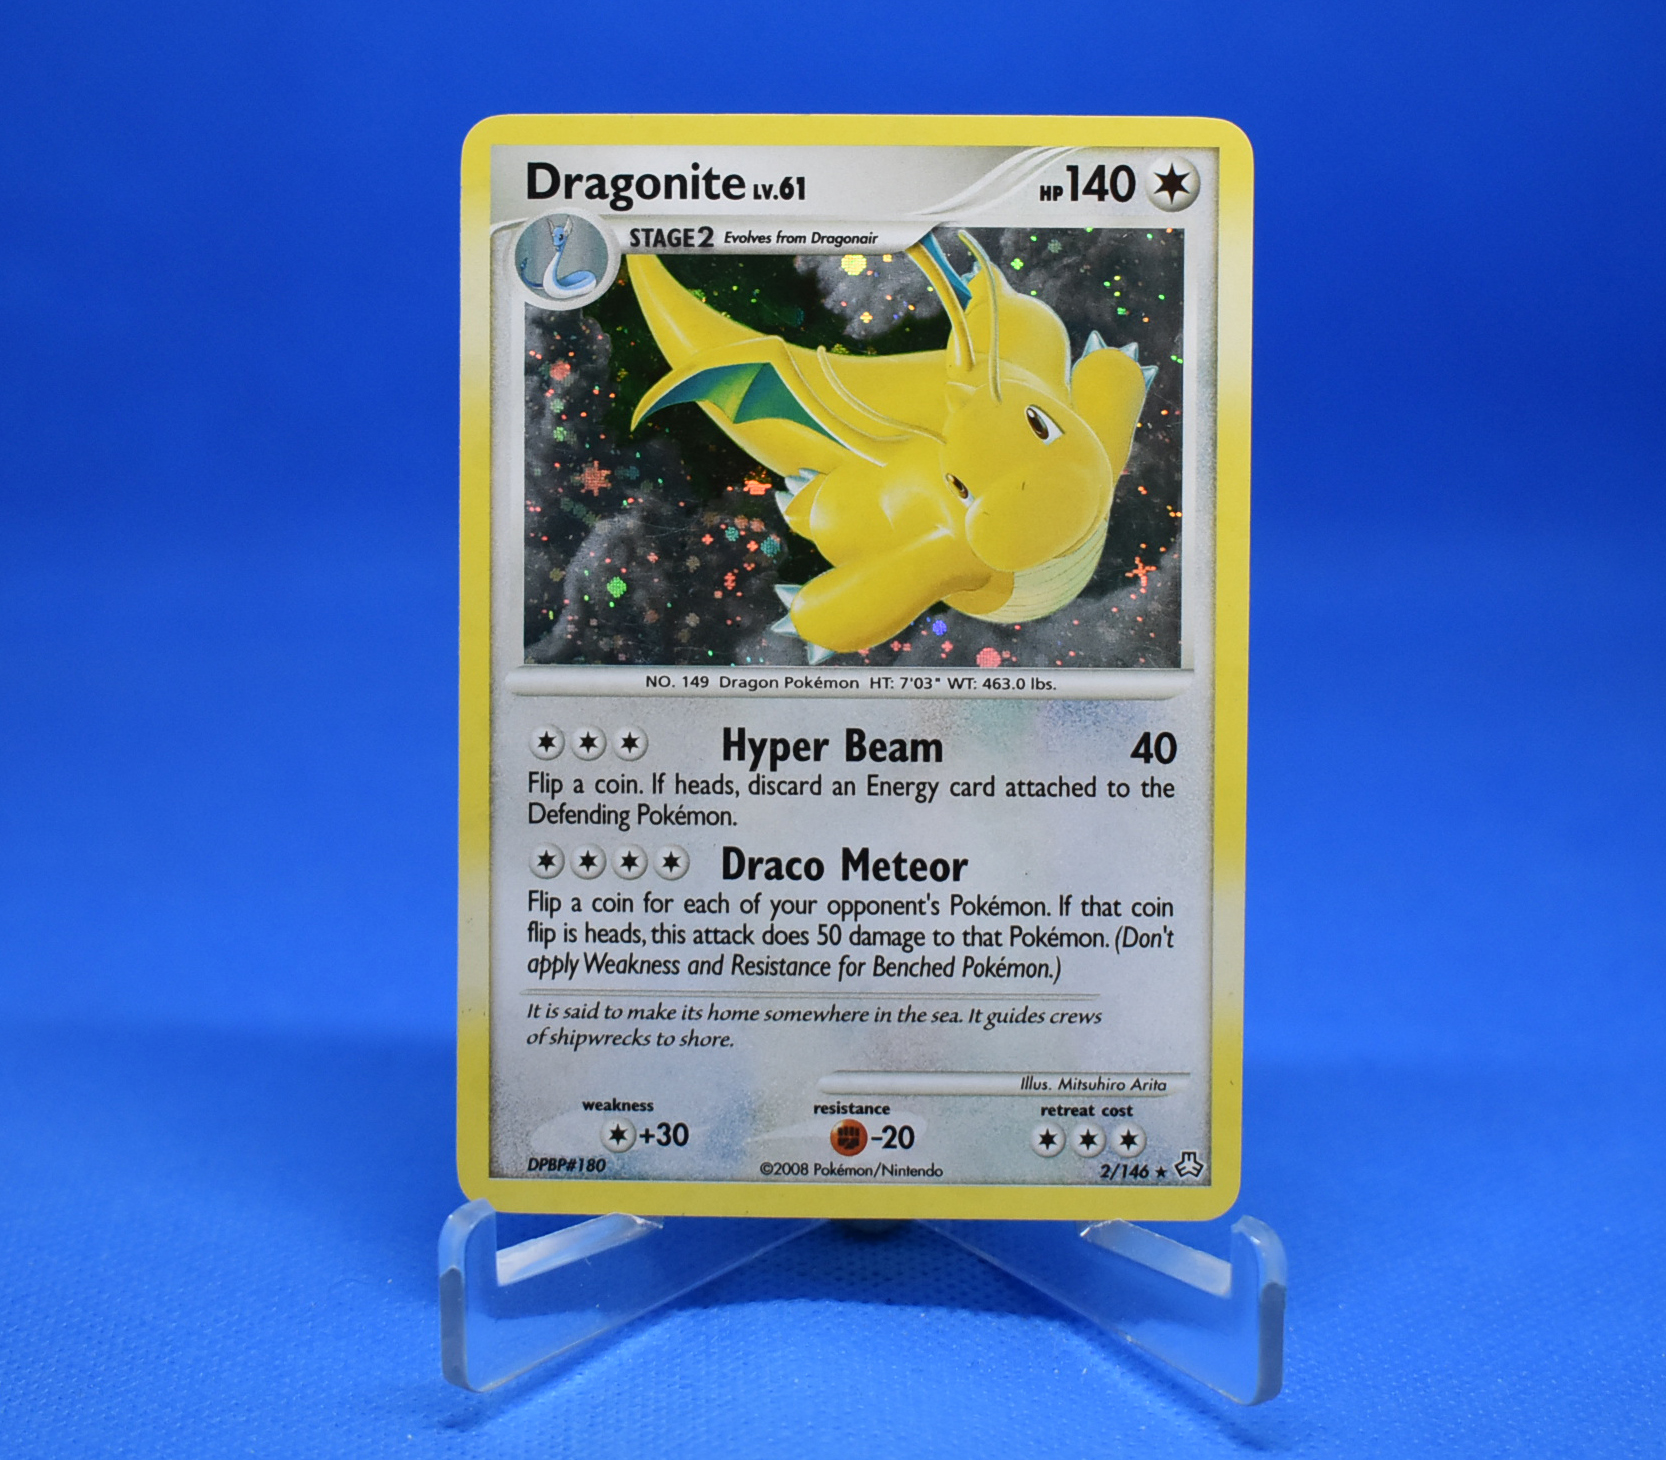 Dragonite LV.61 HP 140
STAGE 2 Evolves from Dragonair
NO. 149 Dragon Pokémon HT: 7'03" WT: 463.0 lbs.
Hyper Beam 40
Flip a coin. If heads, discard an Energy card attached to the
Defending Pokémon.
Draco Meteor
Flip a coin for each of your opponent's Pokémon. If that coin
flip is heads, this attack does 50 damage to that Pokémon. (Don't
apply Weakness and Resistance for Benched Pokémon.)
It is said to make its home somewhere in the sea. It guides crews
of shipwrecks to shore.
Illus. Mitsuhiro Arita
weakness resistance retreat cost
+30 -20
DPBP#180 ©2008 Pokémon/Nintendo 2/146 ★